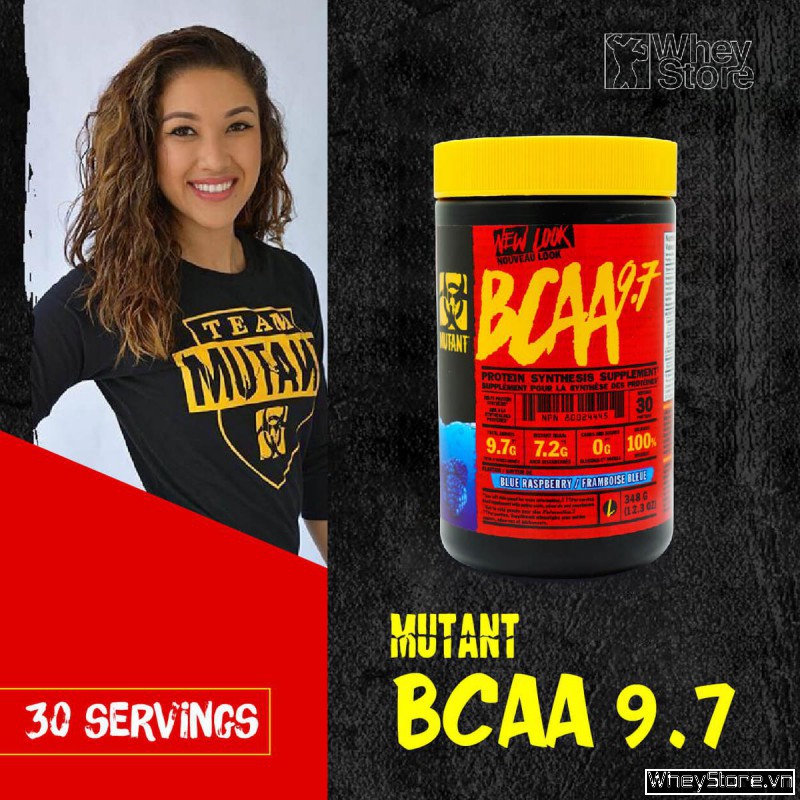 Whey
Store
TEAM
MUTANT
NEW LOOK
NOUVEAU LOOK
BCAA 9.7
MUTANT
PROTEIN SYNTHESIS SUPPLEMENT
SUPPLÉMENT POUR LA SYNTHÈSE DES PROTÉINES
NPN 80024445
30
9.7G
7.2G
0G
100%
BLUE RASPBERRY / FRAMBOISE BLEUE
348 G
(12.3 OZ)
MUTANT
BCAA 9.7
30 SERVINGS
WheyStore.vn